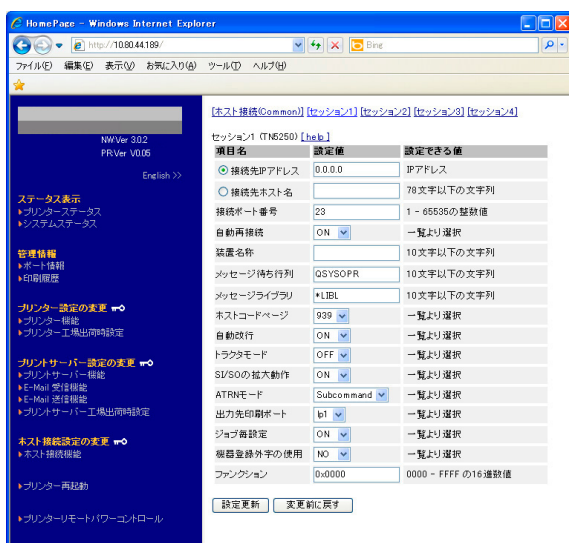 HomePage - Windows Internet Explorer
http://10.80.44.189/
Bing
ファイル(F) 編集(E) 表示(V) お気に入り(A) ツール(T) ヘルプ(H)
NW.Ver 3.0.2
PR.Ver V0.05
English >>
ステータス表示
プリンターステータス
システムステータス
管理情報
ポート情報
印刷履歴
プリンター設定の変更
プリンター機能
プリンター工場出荷時設定
プリントサーバー設定の変更
プリントサーバー機能
E-Mail 受信機能
E-Mail 送信機能
プリントサーバー工場出荷時設定
ホスト接続設定の変更
ホスト接続機能
プリンター再起動
プリンターリモートパワーコントロール
[ホスト接続(Common)] [セッション1] [セッション2] [セッション3] [セッション4]
セッション1 (TN5250) [help]
項目名 設定値 設定できる値
接続先IPアドレス 0.0.0.0 IPアドレス
接続先ホスト名 78文字以下の文字列
接続ポート番号 23 1 - 65535の整数値
自動再接続 ON 一覧より選択
装置名称 10文字以下の文字列
メッセージ待ち行列 QSYSOPR 10文字以下の文字列
メッセージライブラリ *LIBL 10文字以下の文字列
ホストコードページ 939 一覧より選択
自動改行 ON 一覧より選択
トラクタモード OFF 一覧より選択
SI/SOの拡大動作 ON 一覧より選択
ATRNモード Subcommand 一覧より選択
出力先印刷ポート lp1 一覧より選択
ジョブ毎設定 ON 一覧より選択
機器登録外字の使用 NO 一覧より選択
ファンクション 0x0000 0000 - FFFF の16進数値
設定更新 変更前に戻す